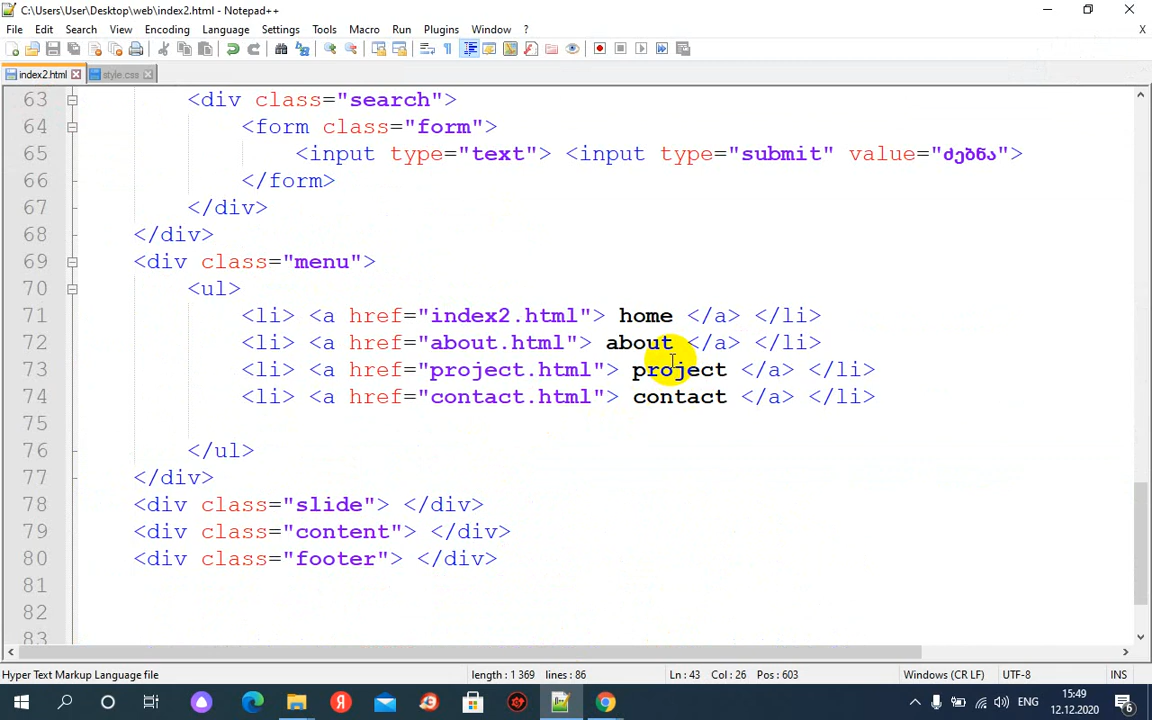 C:\Users\User\Desktop\web\index2.html - Notepad++
File Edit Search View Encoding Language Settings Tools Macro Run Plugins Window ? X
index2.html style.css
63 <div class="search">
64 <form class="form">
65 <input type="text"> <input type="submit" value="ძებნა">
66 </form>
67 </div>
68 </div>
69 <div class="menu">
70 <ul>
71 <li> <a href="index2.html"> home </a> </li>
72 <li> <a href="about.html"> about </a> </li>
73 <li> <a href="project.html"> project </a> </li>
74 <li> <a href="contact.html"> contact </a> </li>
75
76 </ul>
77 </div>
78 <div class="slide"> </div>
79 <div class="content"> </div>
80 <div class="footer"> </div>
81
82
83
Hyper Text Markup Language file length : 1 369 lines : 86 Ln : 43 Col : 26 Pos : 603 Windows (CR LF) UTF-8 INS
ENG 15:49
12.12.2020 6